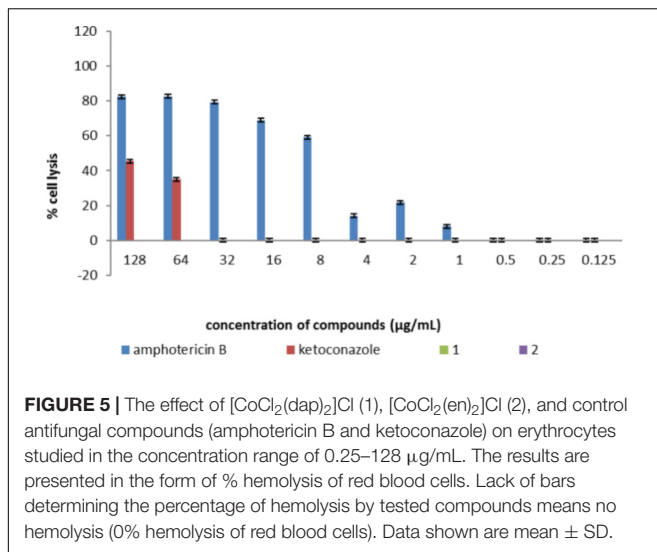 120
100
80
60
40
20
0
-20
% cell lysis
128 64 32 16 8 4 2 1 0.5 0.25 0.125
concentration of compounds (µg/mL)
amphotericin B ketoconazole 1 2
FIGURE 5 | The effect of [CoCl₂(dap)₂]Cl (1), [CoCl₂(en)₂]Cl (2), and control
antifungal compounds (amphotericin B and ketoconazole) on erythrocytes
studied in the concentration range of 0.25–128 µg/mL. The results are
presented in the form of % hemolysis of red blood cells. Lack of bars
determining the percentage of hemolysis by tested compounds means no
hemolysis (0% hemolysis of red blood cells). Data shown are mean ± SD.